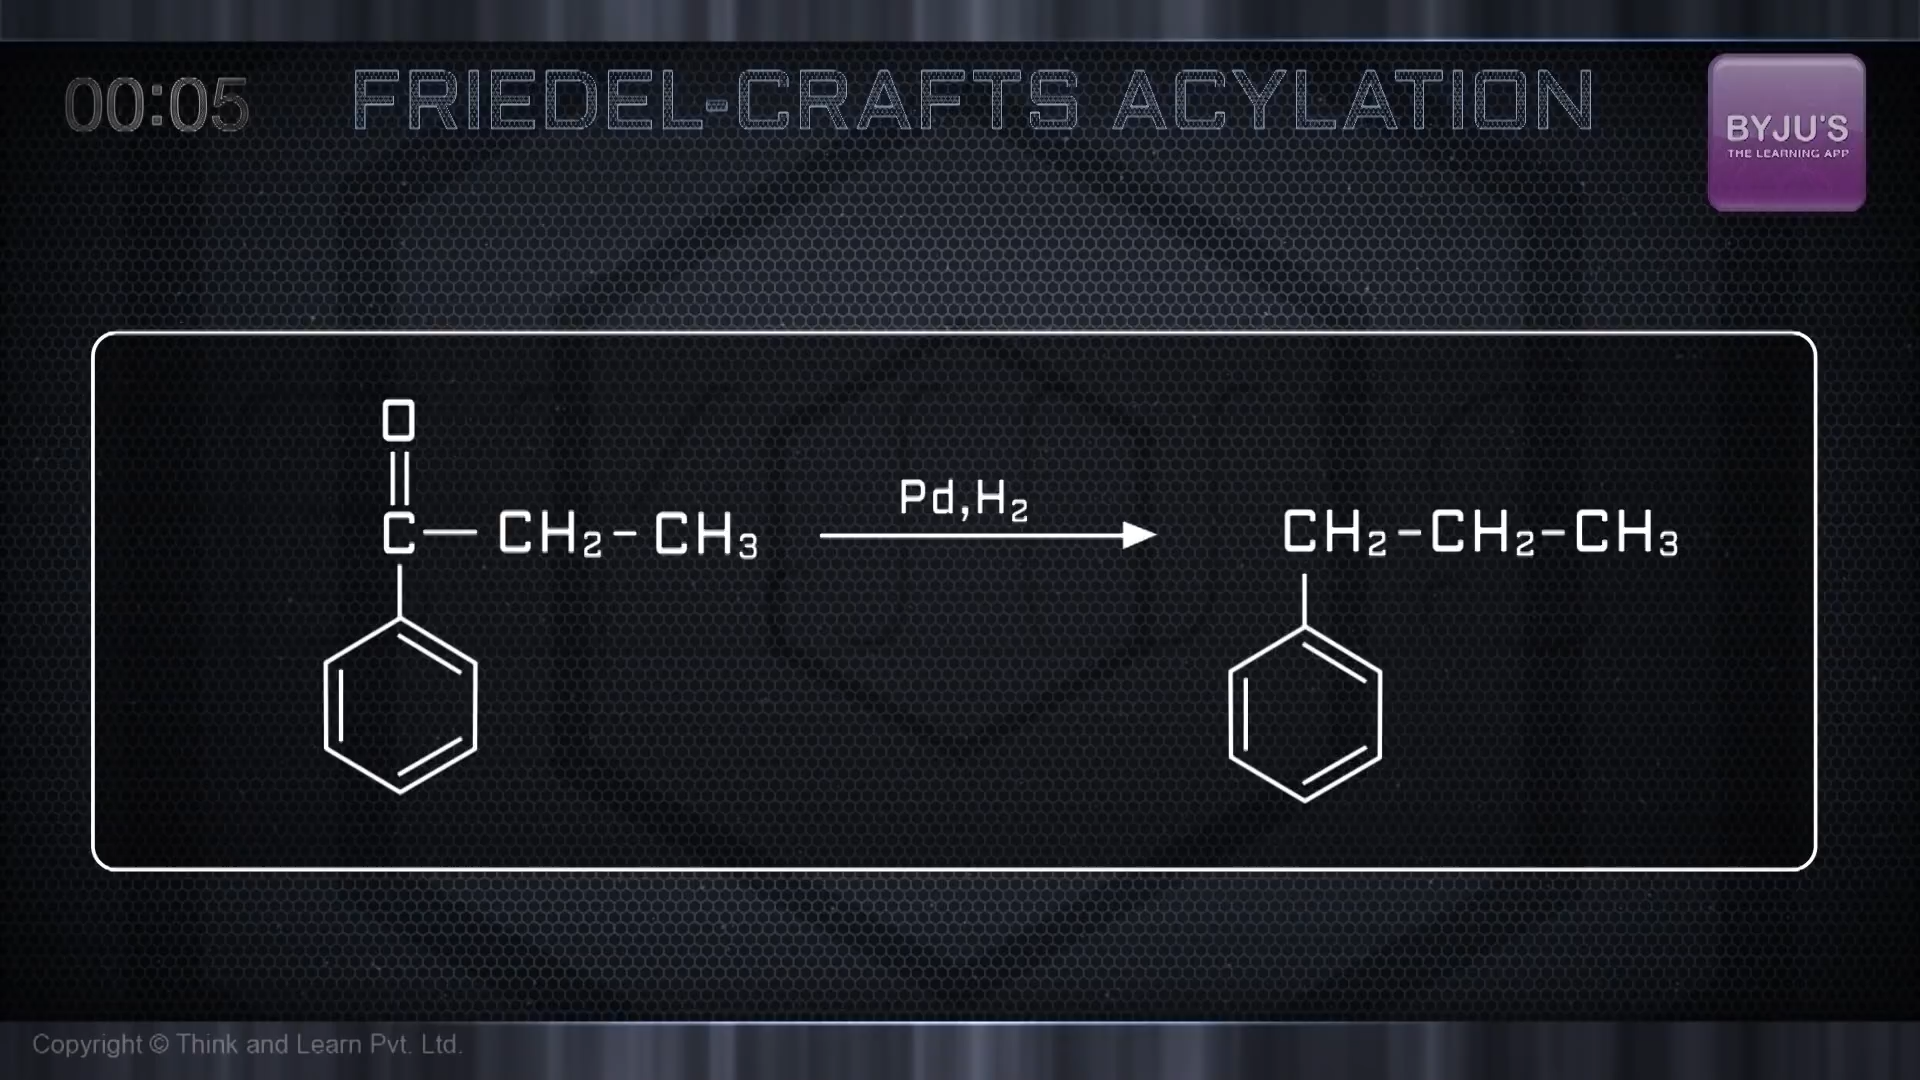 00:05
FRIEDEL-CRAFTS ACYLATION
BYJU'S
THE LEARNING APP
O
C — CH₂ - CH₃
Pd,H₂
CH₂-CH₂-CH₃
Copyright © Think and Learn Pvt. Ltd.